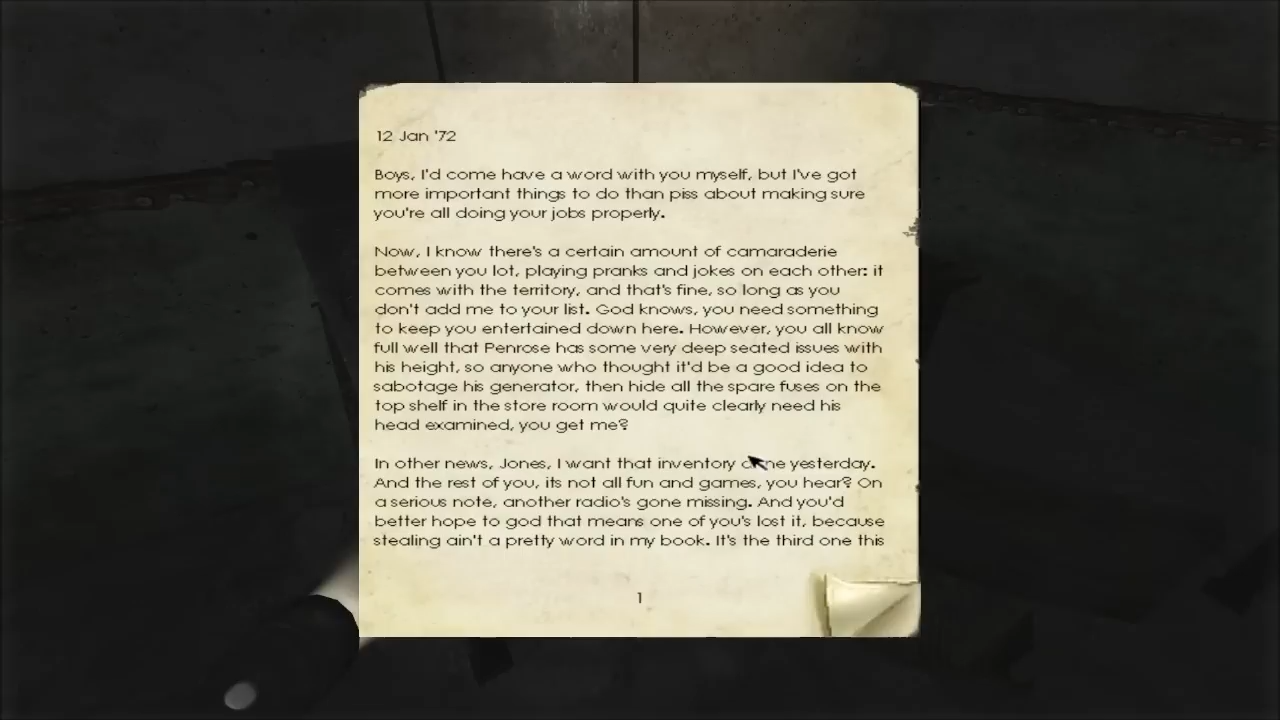 12 Jan '72
Boys, I'd come have a word with you myself, but I've got
more important things to do than piss about making sure
you're all doing your jobs properly.
Now, I know there's a certain amount of camaraderie
between you lot, playing pranks and jokes on each other: it
comes with the territory, and that's fine, so long as you
don't add me to your list. God knows, you need something
to keep you entertained down here. However, you all know
full well that Penrose has some very deep seated issues with
his height, so anyone who thought it'd be a good idea to
sabotage his generator, then hide all the spare fuses on the
top shelf in the store room would quite clearly need his
head examined, you get me?
In other news, Jones, I want that inventory yesterday.
And the rest of you, its not all fun and games, you hear? On
a serious note, another radio's gone missing. And you'd
better hope to god that means one of you's lost it, because
stealing ain't a pretty word in my book. It's the third one this
1